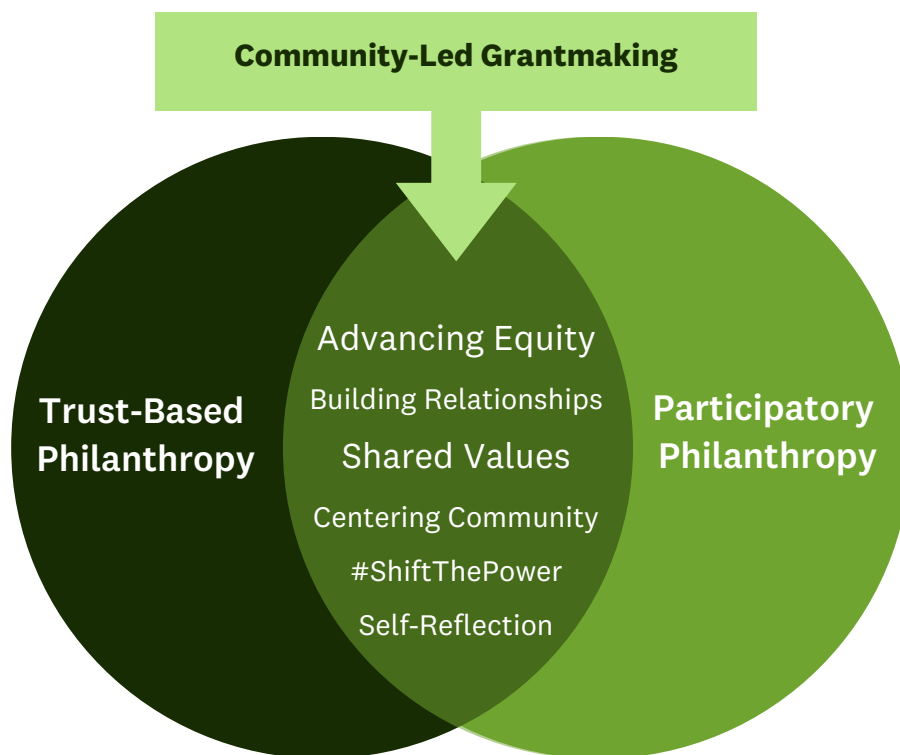 Community-Led Grantmaking
Trust-Based
Philanthropy
Advancing Equity
Building Relationships
Shared Values
Centering Community
#ShiftThePower
Self-Reflection
Participatory
Philanthropy